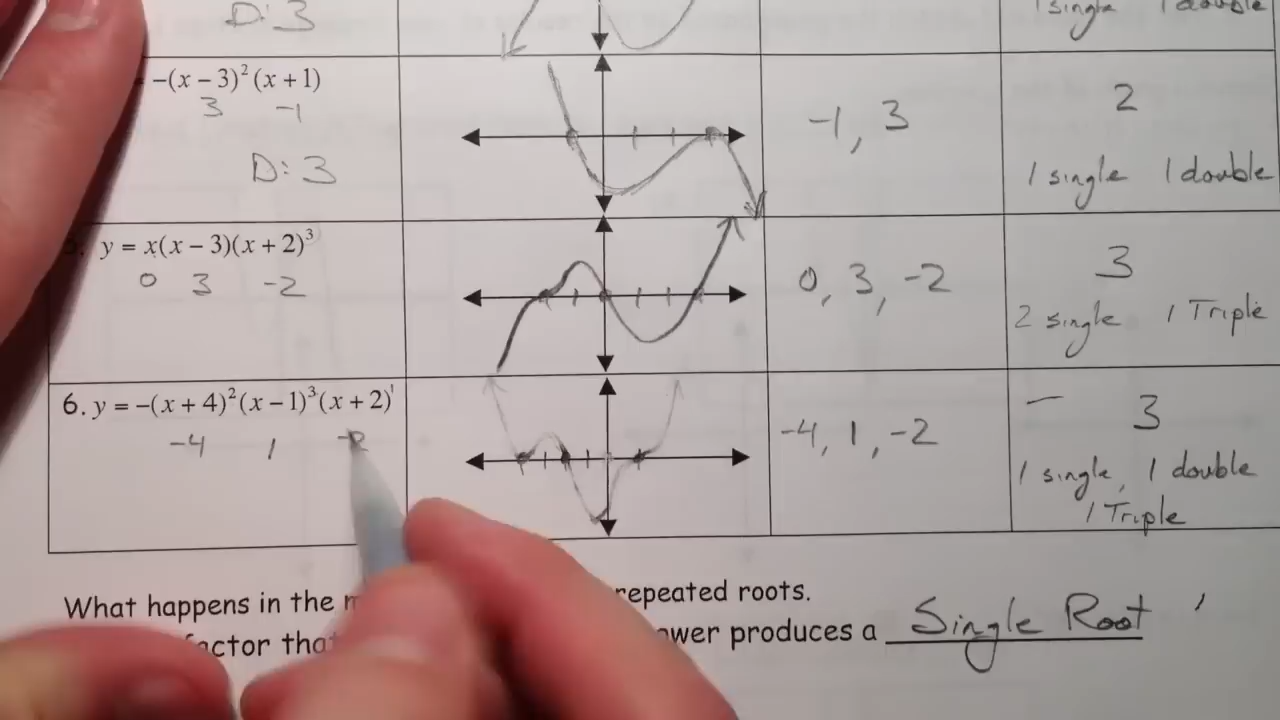 D: 3
1 single 1 double
-(x - 3)²(x + 1)
3 -1
D: 3
-1, 3
2
1 single 1 double
y = x(x - 3)(x + 2)³
0 3 -2
0, 3, -2
3
2 single 1 Triple
6. y = -(x + 4)²(x - 1)³(x + 2)¹
-4 1 -2
-4, 1, -2
3
1 single, 1 double
1 Triple
What happens in the repeated roots.
factor power produces a Single Root